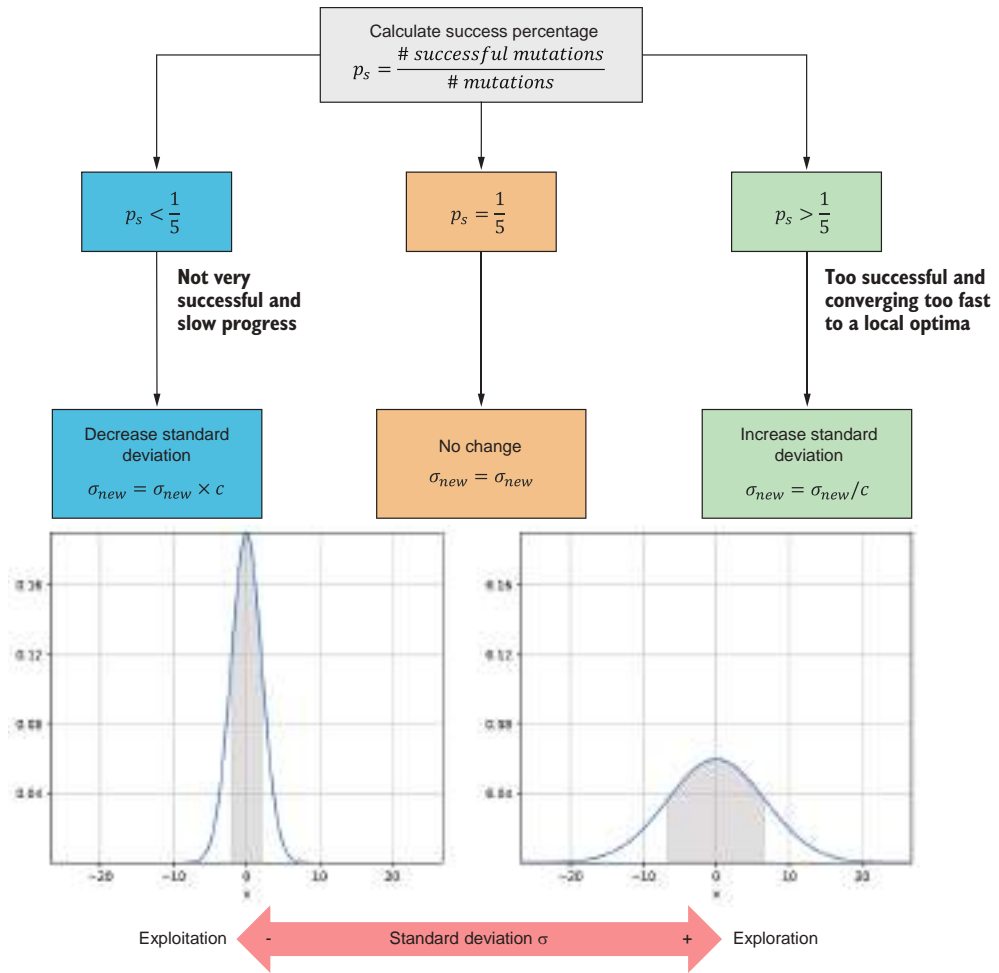 Calculate success percentage
p_s = # successful mutations / # mutations
p_s < 1/5
p_s = 1/5
p_s > 1/5
Not very
successful and
slow progress
Too successful and
converging too fast
to a local optima
Decrease standard
deviation
σ_new = σ_new × c
No change
σ_new = σ_new
Increase standard
deviation
σ_new = σ_new/c
0.16
0.12
0.08
0.04
−20
−10
0
10
20
x
0.16
0.12
0.08
0.04
−20
−10
0
10
20
x
Exploitation
- Standard deviation σ +
Exploration